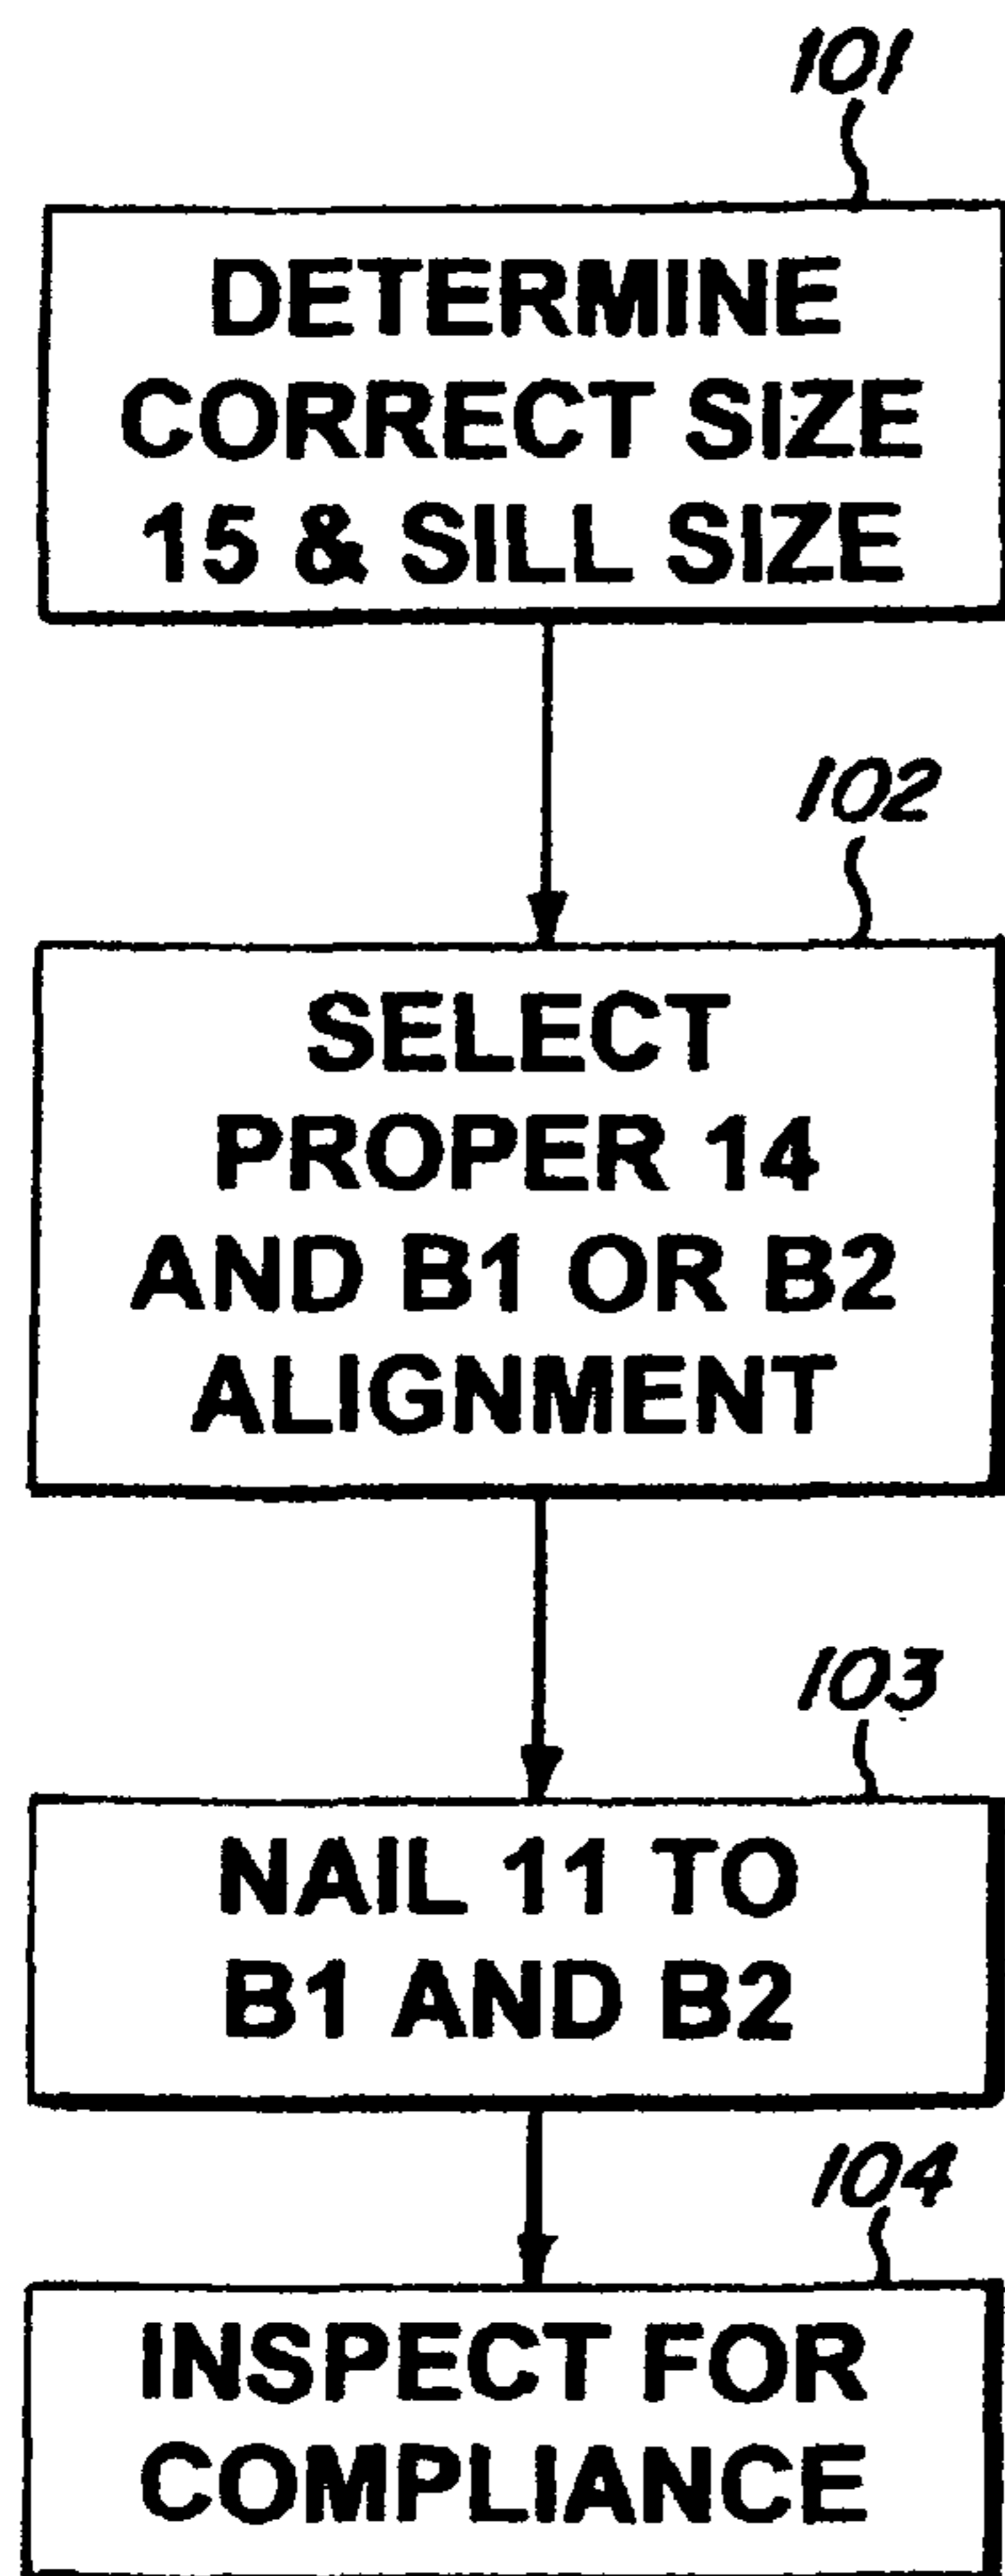 101
DETERMINE
CORRECT SIZE
15 & SILL SIZE
102
SELECT
PROPER 14
AND B1 OR B2
ALIGNMENT
103
NAIL 11 TO
B1 AND B2
104
INSPECT FOR
COMPLIANCE